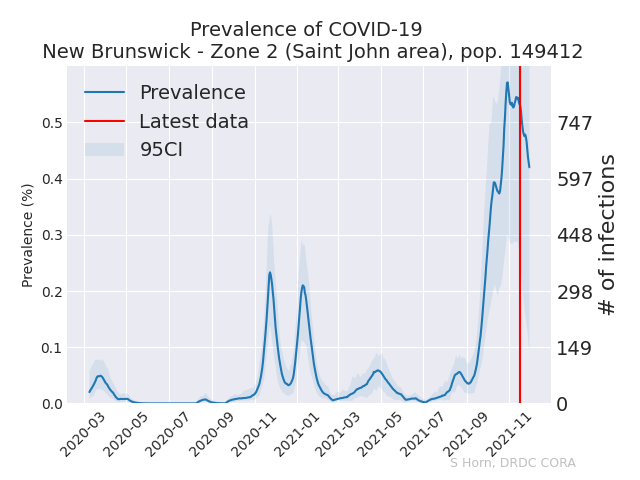 Prevalence of COVID-19
New Brunswick - Zone 2 (Saint John area), pop. 149412
Prevalence
Latest data
95CI
Prevalence (%)
0.5
0.4
0.3
0.2
0.1
0.0
747
597
448
298
149
0
# of infections
2020-03
2020-05
2020-07
2020-09
2020-11
2021-01
2021-03
2021-05
2021-07
2021-09
2021-11
S Horn, DRDC CORA